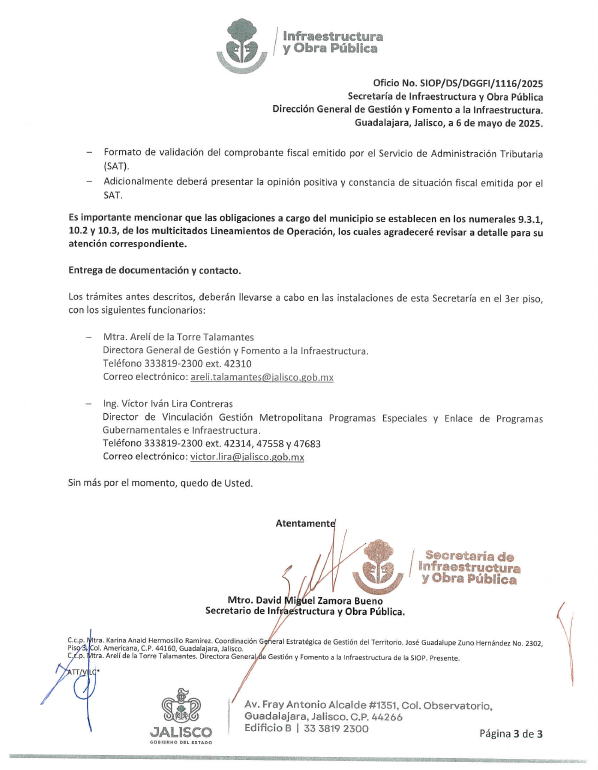 Infraestructura
y Obra Pública
Oficio No. SIOP/DS/DGGFI/1116/2025
Secretaría de Infraestructura y Obra Pública
Dirección General de Gestión y Fomento a la Infraestructura.
Guadalajara, Jalisco, a 6 de mayo de 2025.
– Formato de validación del comprobante fiscal emitido por el Servicio de Administración Tributaria
(SAT).
– Adicionalmente deberá presentar la opinión positiva y constancia de situación fiscal emitida por el
SAT.
Es importante mencionar que las obligaciones a cargo del municipio se establecen en los numerales 9.3.1,
10.2 y 10.3, de los multicitados Lineamientos de Operación, los cuales agradeceré revisar a detalle para su
atención correspondiente.
Entrega de documentación y contacto.
Los trámites antes descritos, deberán llevarse a cabo en las instalaciones de esta Secretaría en el 3er piso,
con los siguientes funcionarios:
– Mtra. Arelí de la Torre Talamantes
Directora General de Gestión y Fomento a la Infraestructura.
Teléfono 333819-2300 ext. 42310
Correo electrónico: areli.talamantes@jalisco.gob.mx
– Ing. Víctor Iván Lira Contreras
Director de Vinculación Gestión Metropolitana Programas Especiales y Enlace de Programas
Gubernamentales e Infraestructura.
Teléfono 333819-2300 ext. 42314, 47558 y 47683
Correo electrónico: victor.lira@jalisco.gob.mx
Sin más por el momento, quedo de Usted.
Atentamente
Secretaría de
Infraestructura
y Obra Pública
Mtro. David Miguel Zamora Bueno
Secretario de Infraestructura y Obra Pública.
C.c.p. Mtra. Karina Anaid Hermosillo Ramírez. Coordinación General Estratégica de Gestión del Territorio. José Guadalupe Zuno Hernández No. 2302,
Piso 3, Col. Americana, C.P. 44160, Guadalajara, Jalisco.
C.c.p. Mtra. Arelí de la Torre Talamantes. Directora General de Gestión y Fomento a la Infraestructura de la SIOP. Presente.
*ATT/VILC*
JALISCO
GOBIERNO DEL ESTADO
Av. Fray Antonio Alcalde #1351, Col. Observatorio,
Guadalajara, Jalisco. C.P. 44266
Edificio B | 33 3819 2300
Página 3 de 3